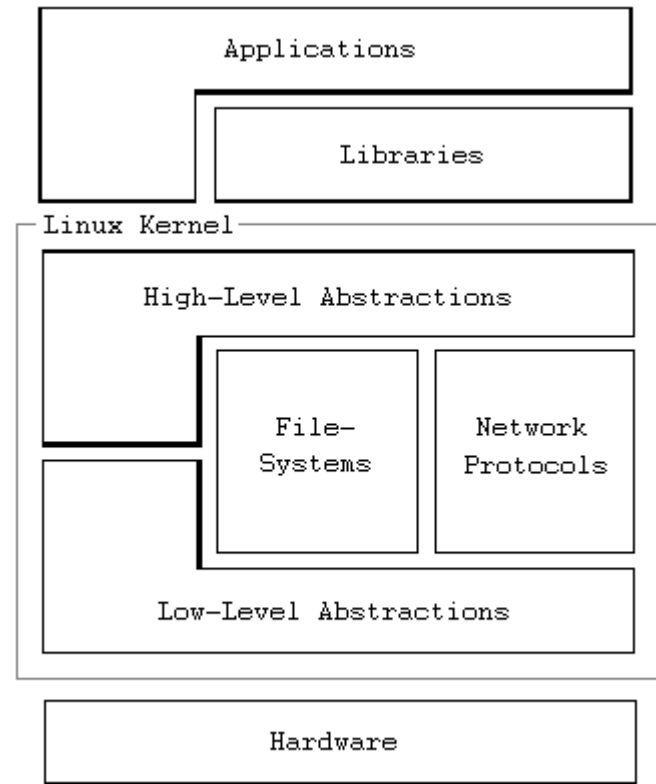 Applications
Libraries
Linux Kernel
High-Level Abstractions
File-
Systems
Network
Protocols
Low-Level Abstractions
Hardware